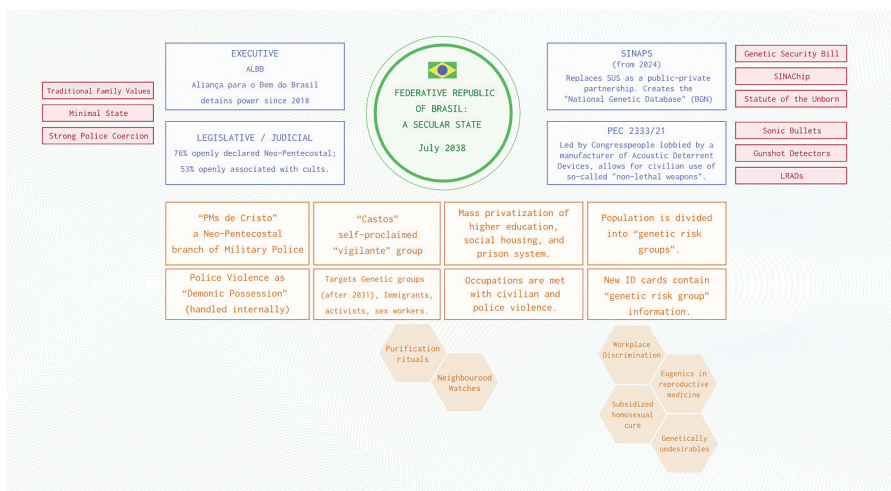 Traditional Family Values
Minimal State
Strong Police Coercion
EXECUTIVE
ALBB
Aliança para o Bem do Brasil
detains power since 2018
LEGISLATIVE / JUDICIAL
76% openly declared Neo-Pentecostal;
53% openly associated with cults.
FEDERATIVE REPUBLIC
OF BRASIL:
A SECULAR STATE
July 2038
SINAPS
(from 2024)
Replaces SUS as a public-private
partnership. Creates the
"National Genetic Database" (BGN)
PEC 2333/21
Led by Congresspeople lobbied by a
manufacturer of Acoustic Deterrent
Devices, allows for civilian use of
so-called "non-lethal weapons".
Genetic Security Bill
SINAChip
Statute of the Unborn
Sonic Bullets
Gunshot Detectors
LRADs
"PMs de Cristo"
a Neo-Pentecostal
branch of Military Police
"Castos"
self-proclaimed
"vigilante" group
Mass privatization of
higher education,
social housing, and
prison system.
Population is divided
into "genetic risk
groups".
Police Violence as
"Demonic Possession"
(handled internally)
Targets Genetic groups
(after 2031), Immigrants,
activists, sex workers.
Occupations are met
with civilian and
police violence.
New ID cards contain
"genetic risk group"
information.
Purification
rituals
Neighbourood
Watches
Workplace
Discrimination
Eugenics in
reproductive
medicine
Subsidized
homosexual
cure
Genetically
undesirables